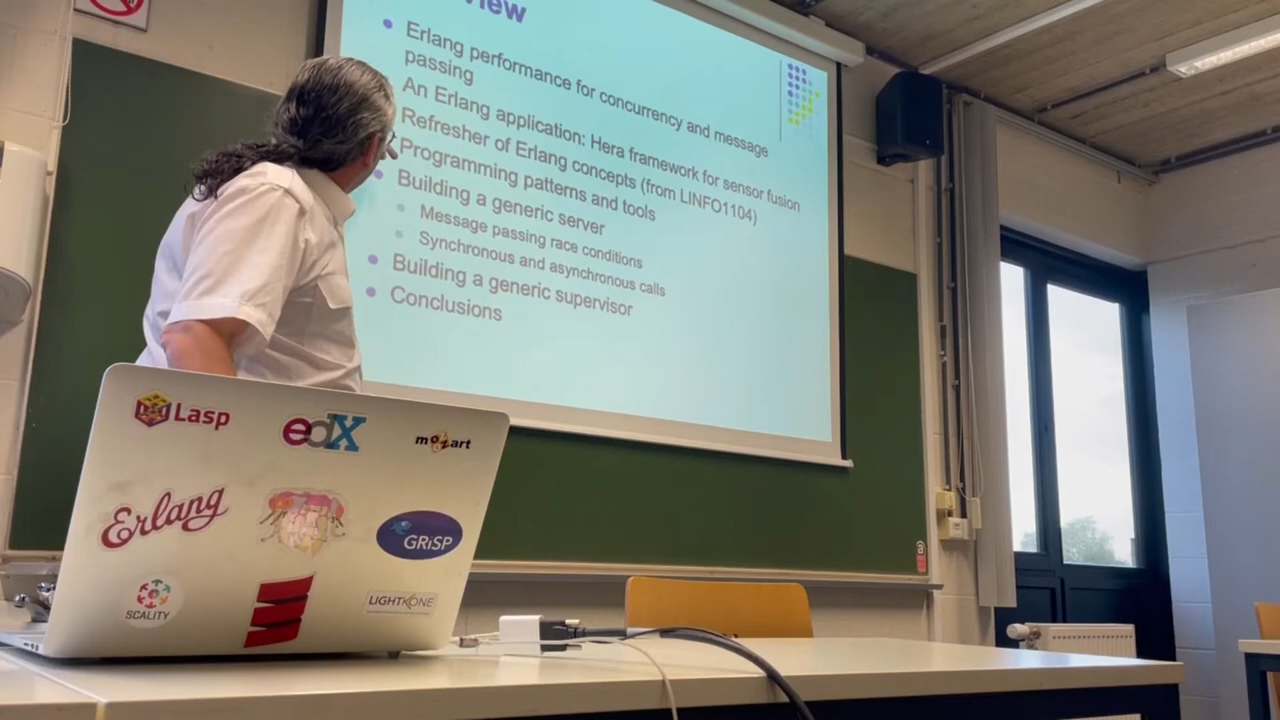 view
Erlang performance for concurrency and message
passing
An Erlang application: Hera framework for sensor fusion
Refresher of Erlang concepts (from LINFO1104)
Programming patterns and tools
Building a generic server
Message passing race conditions
Synchronous and asynchronous calls
Building a generic supervisor
Conclusions
Lasp
edX
mozart
Erlang
GRiSP
SCALITY
LIGHTKONE
a